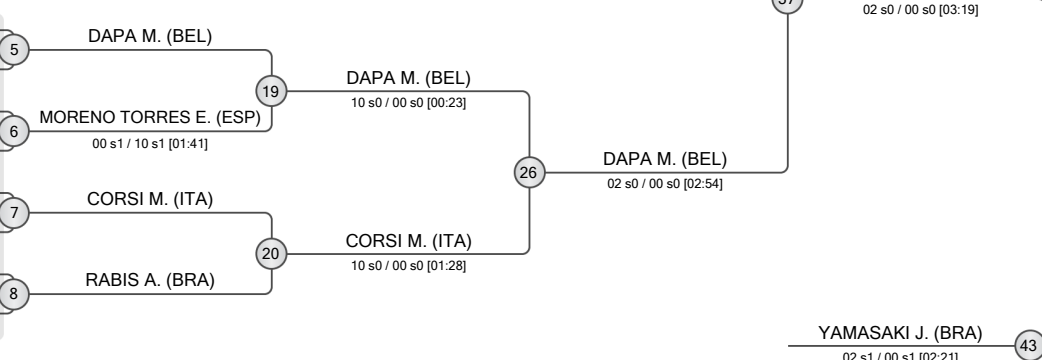 37
02 s0 / 00 s0 [03:19]
5
DAPA M. (BEL)
19
DAPA M. (BEL)
10 s0 / 00 s0 [00:23]
6
MORENO TORRES E. (ESP)
00 s1 / 10 s1 [01:41]
26
DAPA M. (BEL)
02 s0 / 00 s0 [02:54]
7
CORSI M. (ITA)
20
CORSI M. (ITA)
10 s0 / 00 s0 [01:28]
8
RABIS A. (BRA)
YAMASAKI J. (BRA)
02 s1 / 00 s1 [02:21]
43